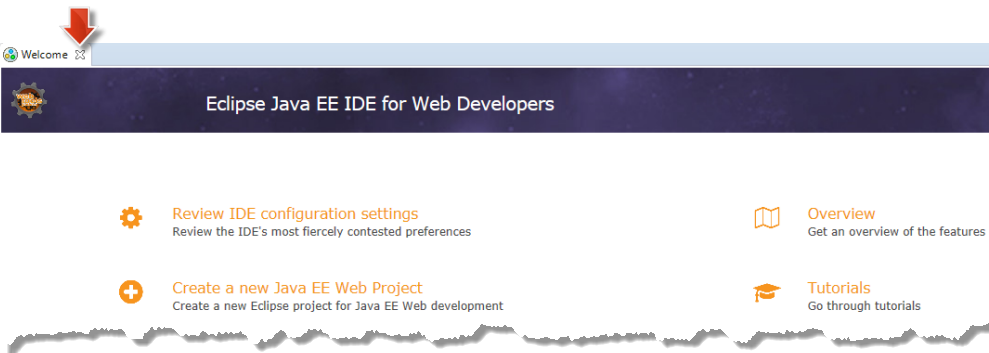 Welcome
Eclipse Java EE IDE for Web Developers
Review IDE configuration settings
Review the IDE's most fiercely contested preferences
Overview
Get an overview of the features
Create a new Java EE Web Project
Create a new Eclipse project for Java EE Web development
Tutorials
Go through tutorials